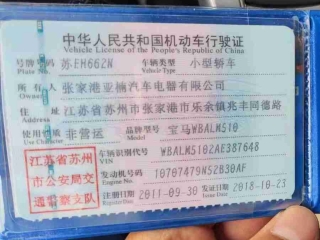 中华人民共和国机动车行驶证
Vehicle License of the People's Republic of China
号牌号码 苏EH662N 车辆类型 小型轿车
Plate No. Vehicle Type
所有人 张家港亚楠汽车电器有限公司
Owner
住址 江苏省苏州市张家港市乐余镇兆丰同德路
Address
使用性质 非营运 品牌型号 宝马WBALM510
Use Character Model
江苏省苏州
市公安局交
通警察支队
车辆识别代号 WBALM5102AE387648
VIN
发动机号码 10707479N52B30AF
Engine No.
注册日期 2011-09-30 发证日期 2018-10-23
Register Date Issue Date